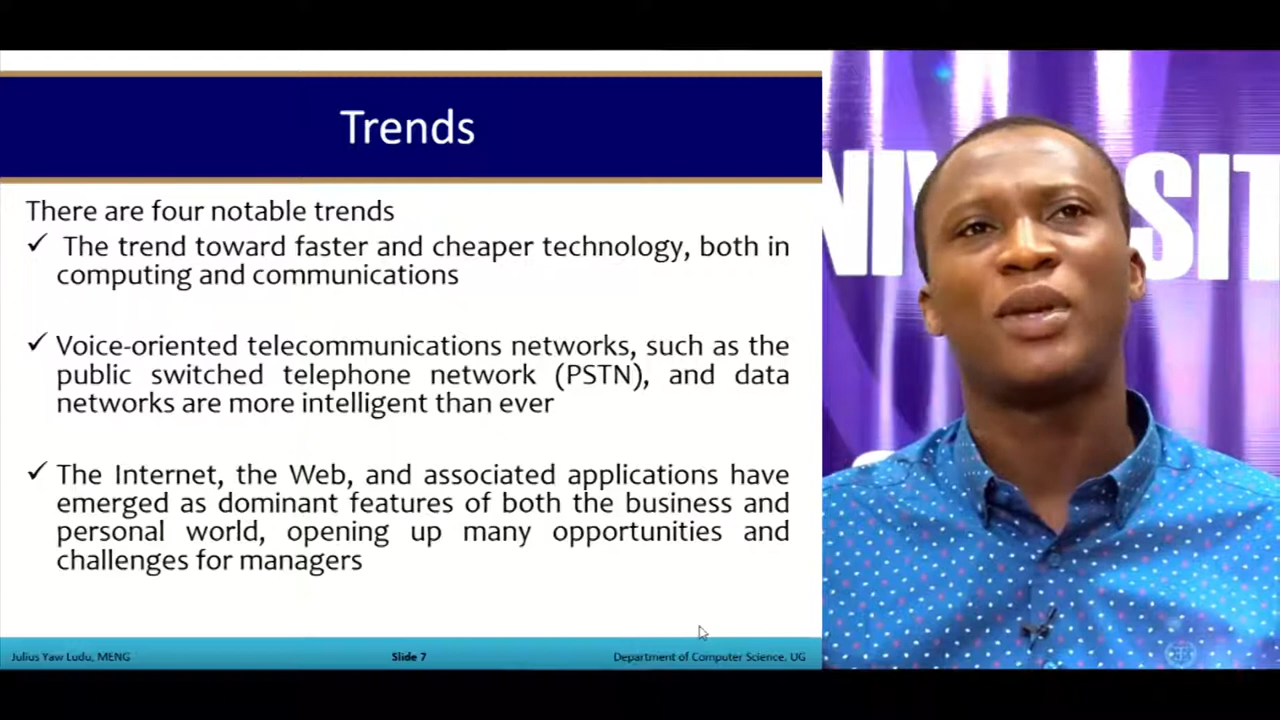 Trends
There are four notable trends
✓ The trend toward faster and cheaper technology, both in
computing and communications
✓ Voice-oriented telecommunications networks, such as the
public switched telephone network (PSTN), and data
networks are more intelligent than ever
✓ The Internet, the Web, and associated applications have
emerged as dominant features of both the business and
personal world, opening up many opportunities and
challenges for managers
Julius Yaw Ludu, MENG
Slide 7
Department of Computer Science, UG
NIV SIT